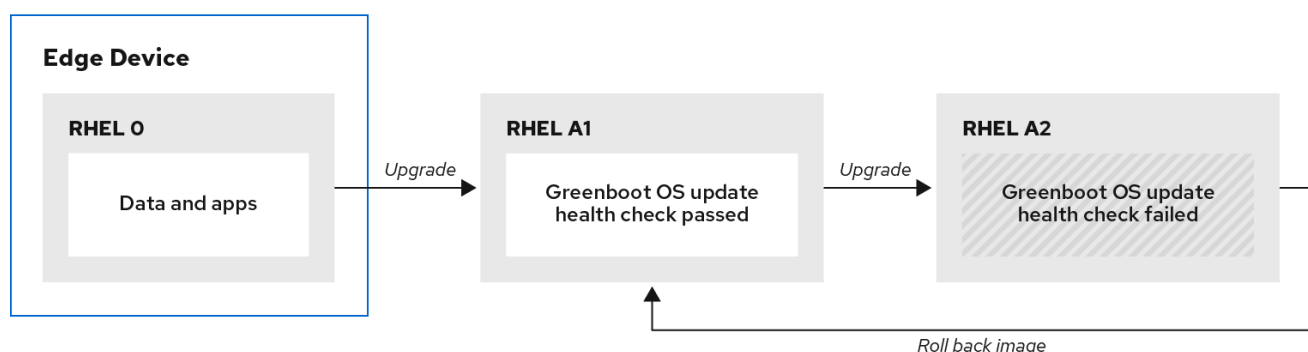 Edge Device
RHEL 0
Data and apps
Upgrade
RHEL A1
Greenboot OS update
health check passed
Upgrade
RHEL A2
Greenboot OS update
health check failed
Roll back image